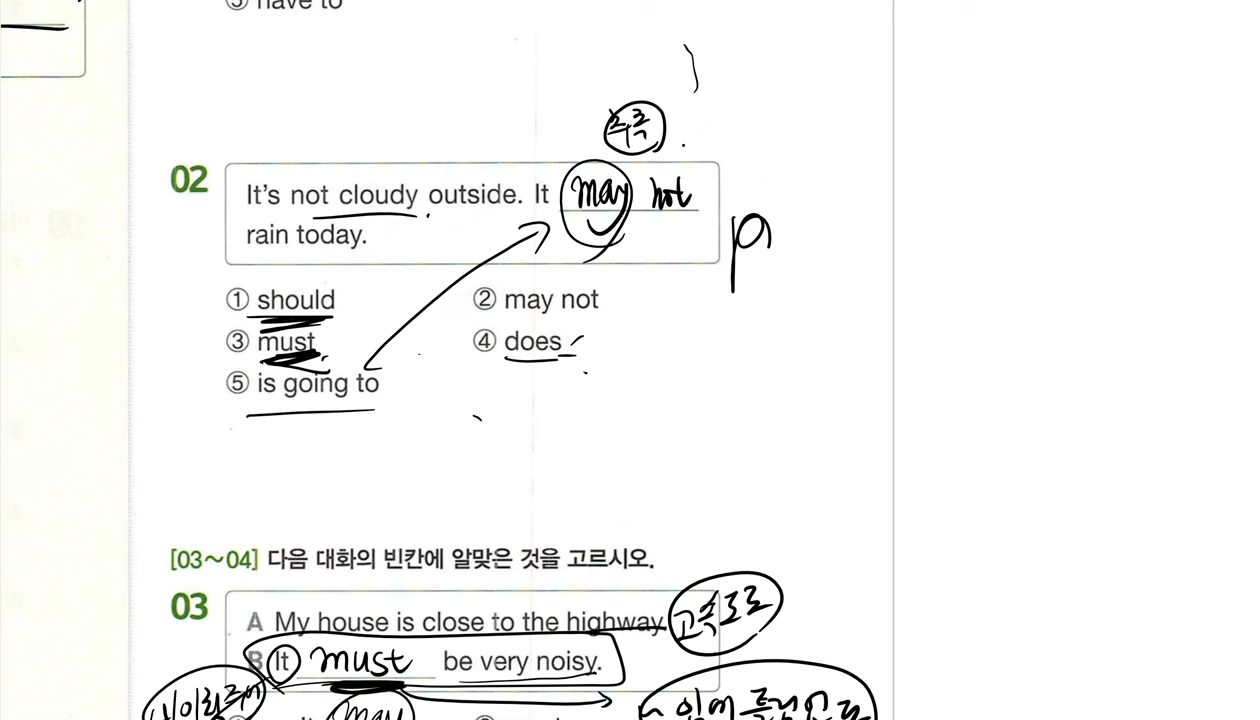 ⑤ have to
추측
02 It's not cloudy outside. It may not
rain today.
① should ② may not
③ must ④ does
⑤ is going to
[03~04] 다음 대화의 빈칸에 알맞은 것을 고르시오.
03 A My house is close to the highway 고속도로
B It must be very noisy.
may